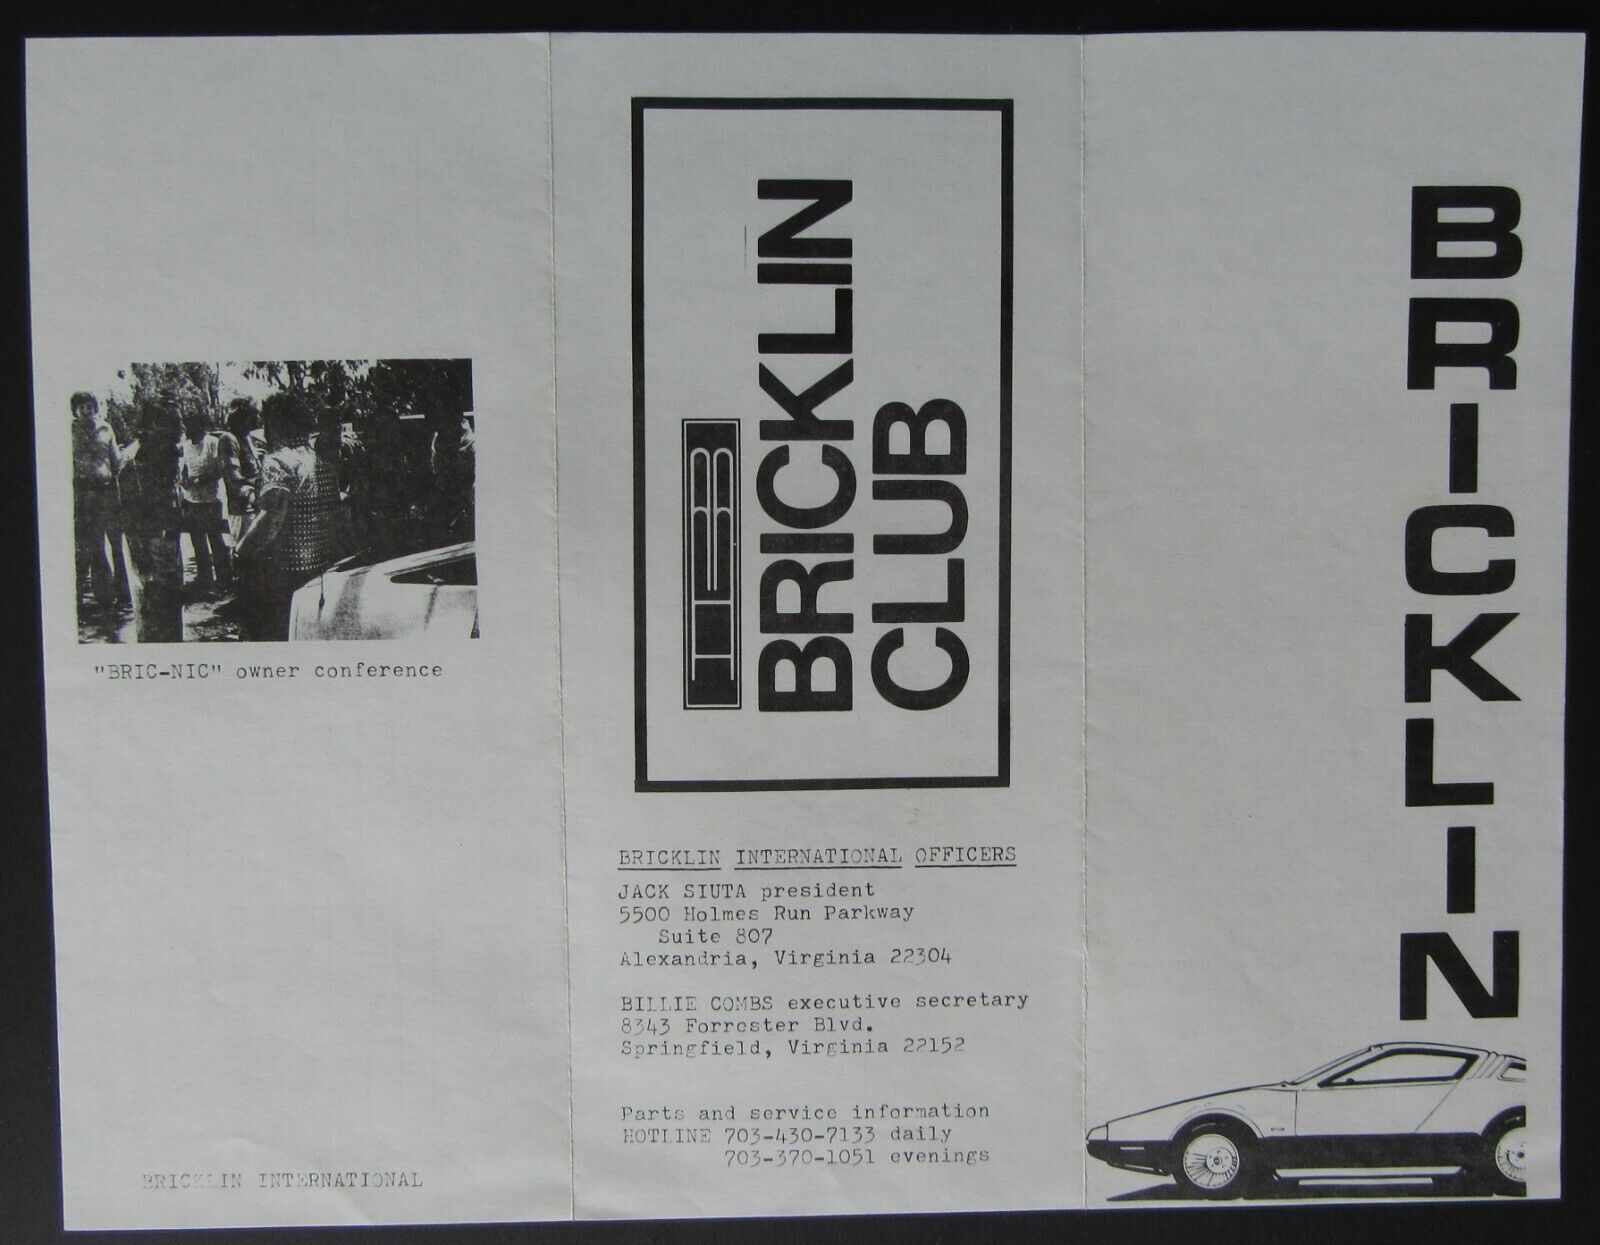 "BRIC-NIC" owner conference
BRICKLIN INTERNATIONAL
BRICKLIN
CLUB
BRICKLIN INTERNATIONAL OFFICERS
JACK SIUTA president
5500 Holmes Run Parkway
Suite 807
Alexandria, Virginia 22304
BILLIE COMBS executive secretary
8343 Forrester Blvd.
Springfield, Virginia 22152
Parts and service information
HOTLINE 703-430-7133 daily
703-370-1051 evenings
BRICKLIN